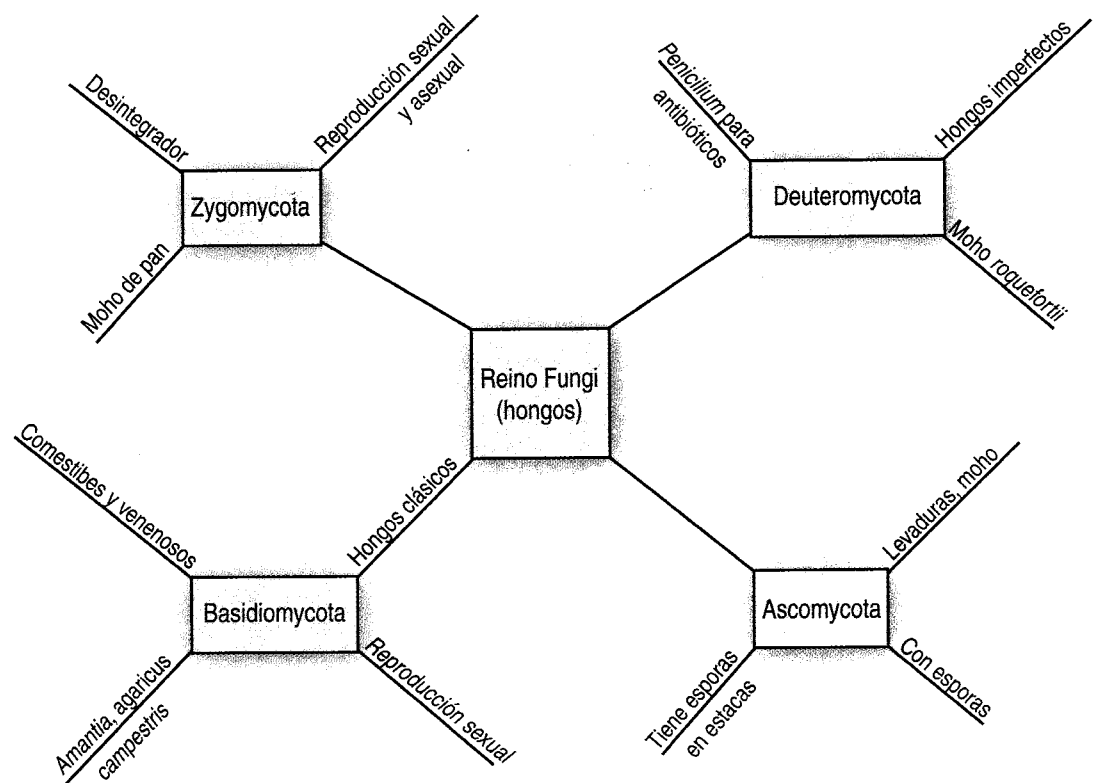 Desintegrador
Reproducción sexual
y asexual
Zygomycota
Moho de pan
Penicilium para
antibióticos
Hongos imperfectos
Deuteromycota
Moho roquefortii
Reino Fungi
(hongos)
Comestibes y venenosos
Hongos clásicos
Basidiomycota
Amantia, agaricus
campestris
Reproducción sexual
Levaduras, moho
Ascomycota
Tiene esporas
en estacas
Con esporas